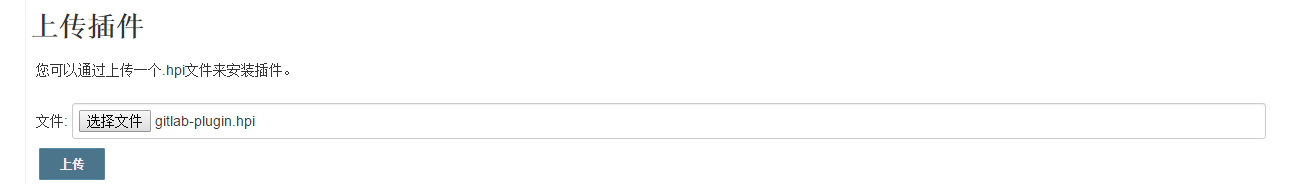 上传插件
您可以通过上传一个.hpi文件来安装插件。
文件: 选择文件 gitlab-plugin.hpi
上传